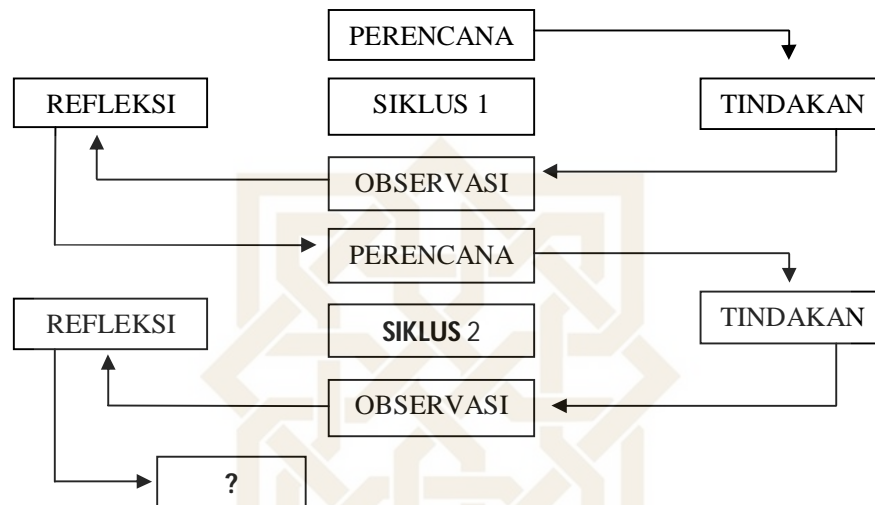 PERENCANA
REFLEKSI
SIKLUS 1
TINDAKAN
OBSERVASI
PERENCANA
REFLEKSI
SIKLUS 2
TINDAKAN
OBSERVASI
?